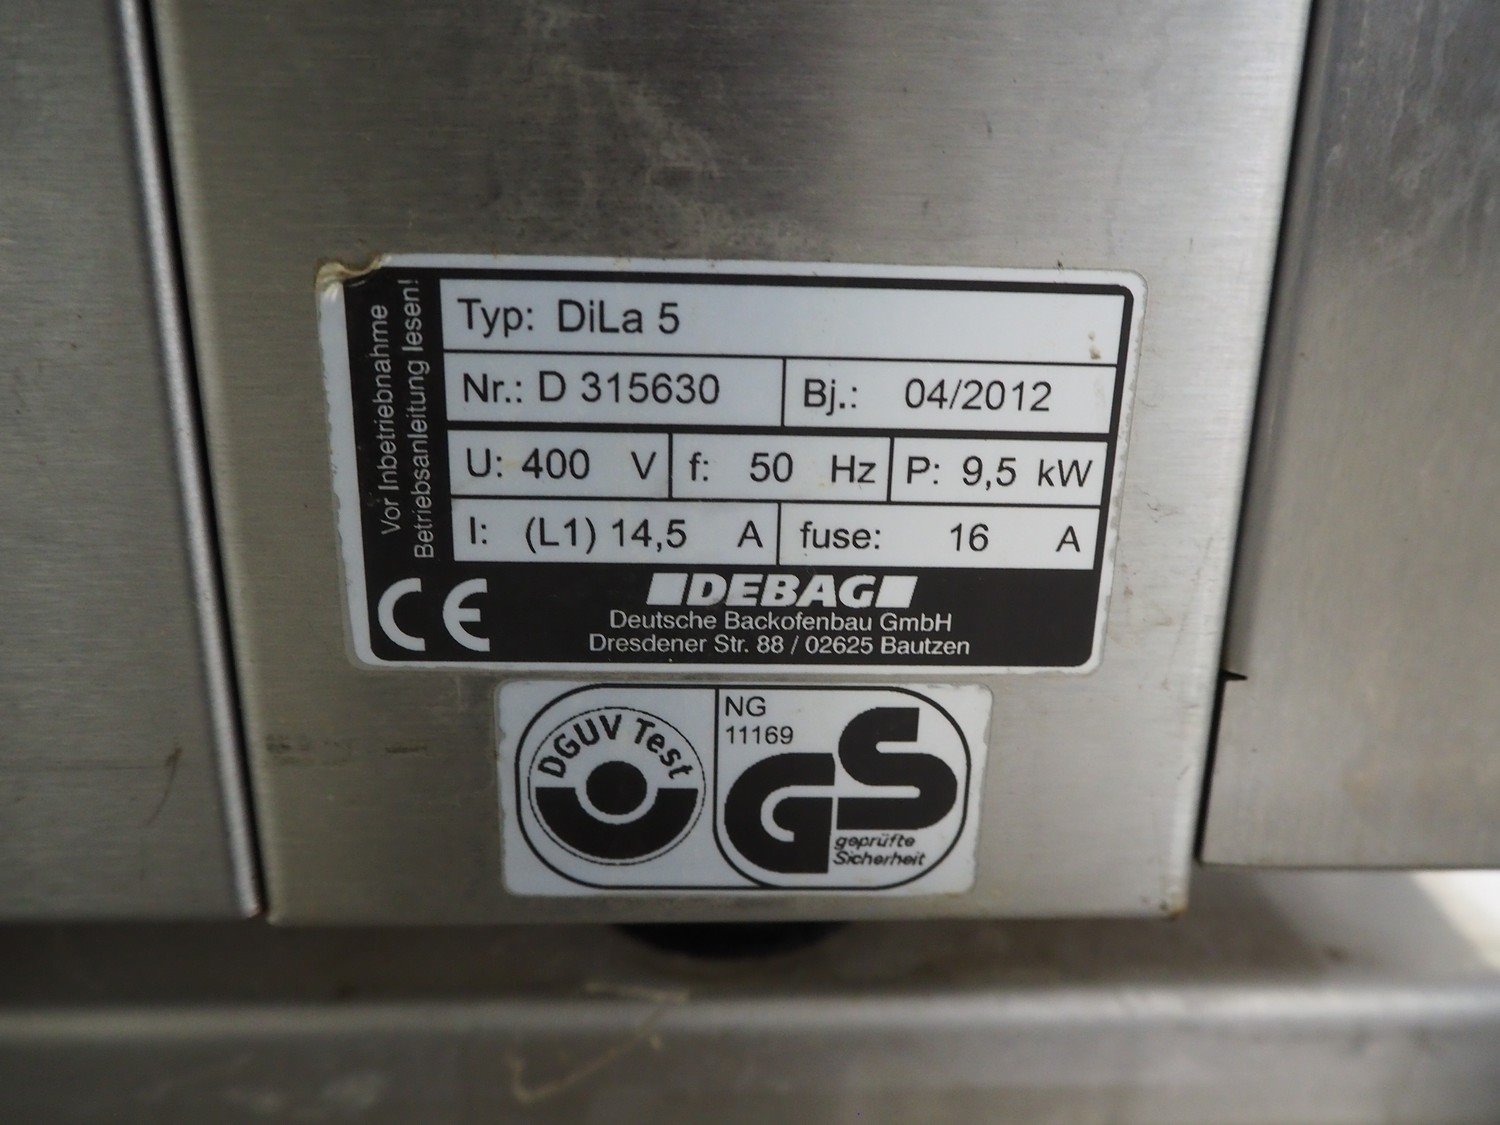 Vor Inbetriebnahme
Betriebsanleitung lesen!
Typ: DiLa 5
Nr.: D 315630 Bj.: 04/2012
U: 400 V f: 50 Hz P: 9,5 kW
I: (L1) 14,5 A fuse: 16 A
CE DEBAG
Deutsche Backofenbau GmbH
Dresdener Str. 88 / 02625 Bautzen
DGUV Test
NG
11169
GS
geprüfte
Sicherheit